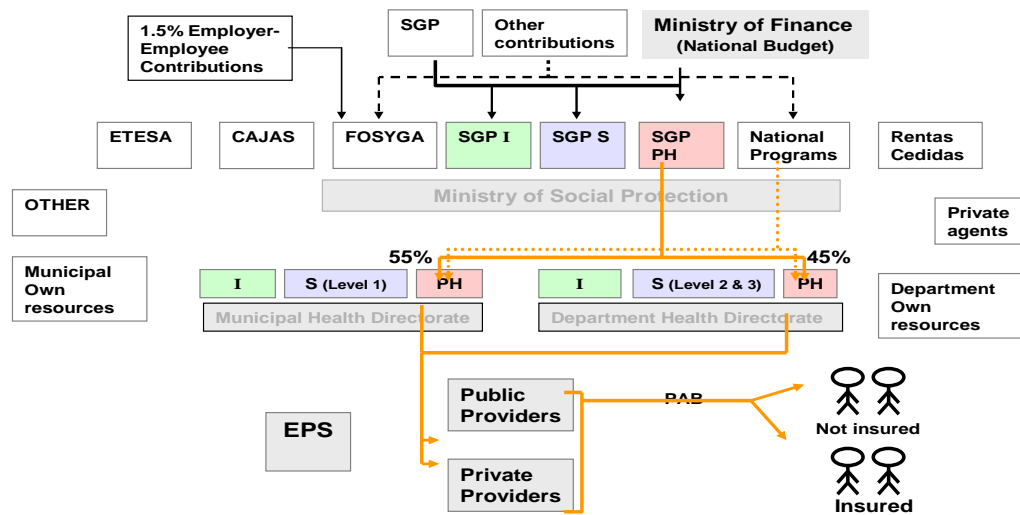 1.5% Employer-
Employee
Contributions
SGP
Other
contributions
Ministry of Finance
(National Budget)
ETESA
CAJAS
FOSYGA
SGP I
SGP S
SGP
PH
National
Programs
Rentas
Cedidas
Ministry of Social Protection
OTHER
Private
agents
55%
45%
Municipal
Own
resources
I
S (Level 1)
PH
I
S (Level 2 & 3)
PH
Department
Own
resources
Municipal Health Directorate
Department Health Directorate
Public
Providers
PAB
Not insured
EPS
Private
Providers
Insured